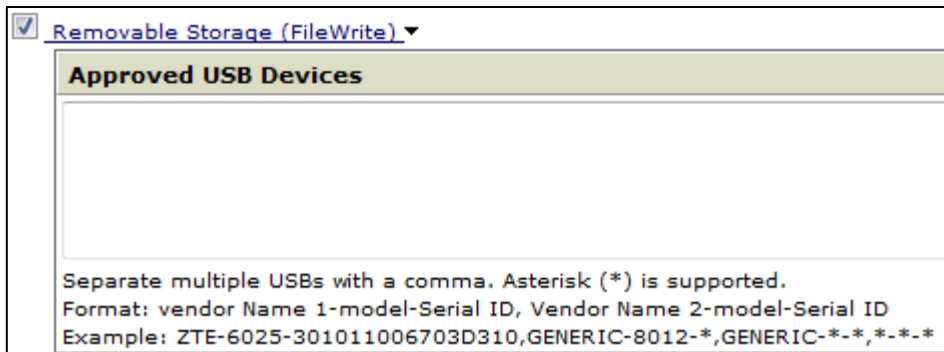 Removable Storage (FileWrite)
Approved USB Devices
Separate multiple USBs with a comma. Asterisk (*) is supported.
Format: vendor Name 1-model-Serial ID, Vendor Name 2-model-Serial ID
Example: ZTE-6025-301011006703D310,GENERIC-8012-*,GENERIC-*-*,*-*-*